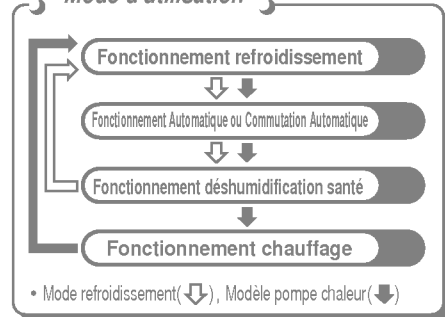 Mode d'utilisation
Fonctionnement refroidissement
Fonctionnement Automatique ou Commutation Automatique
Fonctionnement déshumidification santé
Fonctionnement chauffage
• Mode refroidissement( ), Modèle pompe chaleur( )